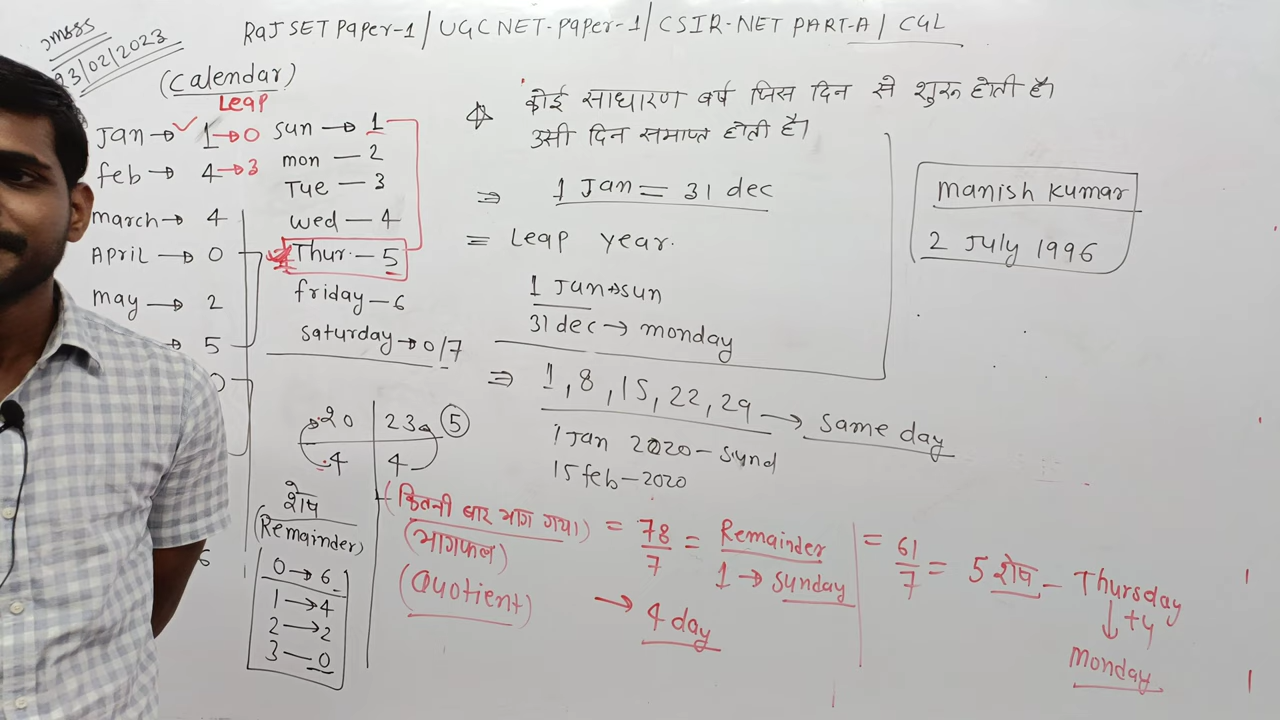 RAJ SET Paper-1 / UGC NET-Paper-1 / CSIR-NET PART-A / CGL
JMSSS
23/02/2023
(Calendar)
Leap
Jan → ✓ 1 → 0
feb → 4 → 3
march → 4
April → 0
may → 2
→ 5
0
6
Sun → 1
mon — 2
Tue — 3
wed — 4
Thur. — 5
friday — 6
saturday → 0/7
20 | 23 ⑤
4 | 4
शेष
(Remainder)
0 → 6
1 → 4
2 → 2
3 — 0
कोई साधारण वर्ष जिस दिन से शुरू होती है।
उसी दिन समाप्त होती है।
⇒ 1 Jan = 31 dec
= Leap year.
1 Jan → sun
31 dec → monday
⇒ 1, 8, 15, 22, 29 → same day
1 Jan 2020 – Sund
15 feb – 2020
(कितनी बार भाग गया)
(भागफल)
(Quotient)
= 78/7 = Remainder
1 → Sunday
→ 4 day
= 61/7 = 5 शेष – Thursday
↓ +4
Monday
manish kumar
2 July 1996